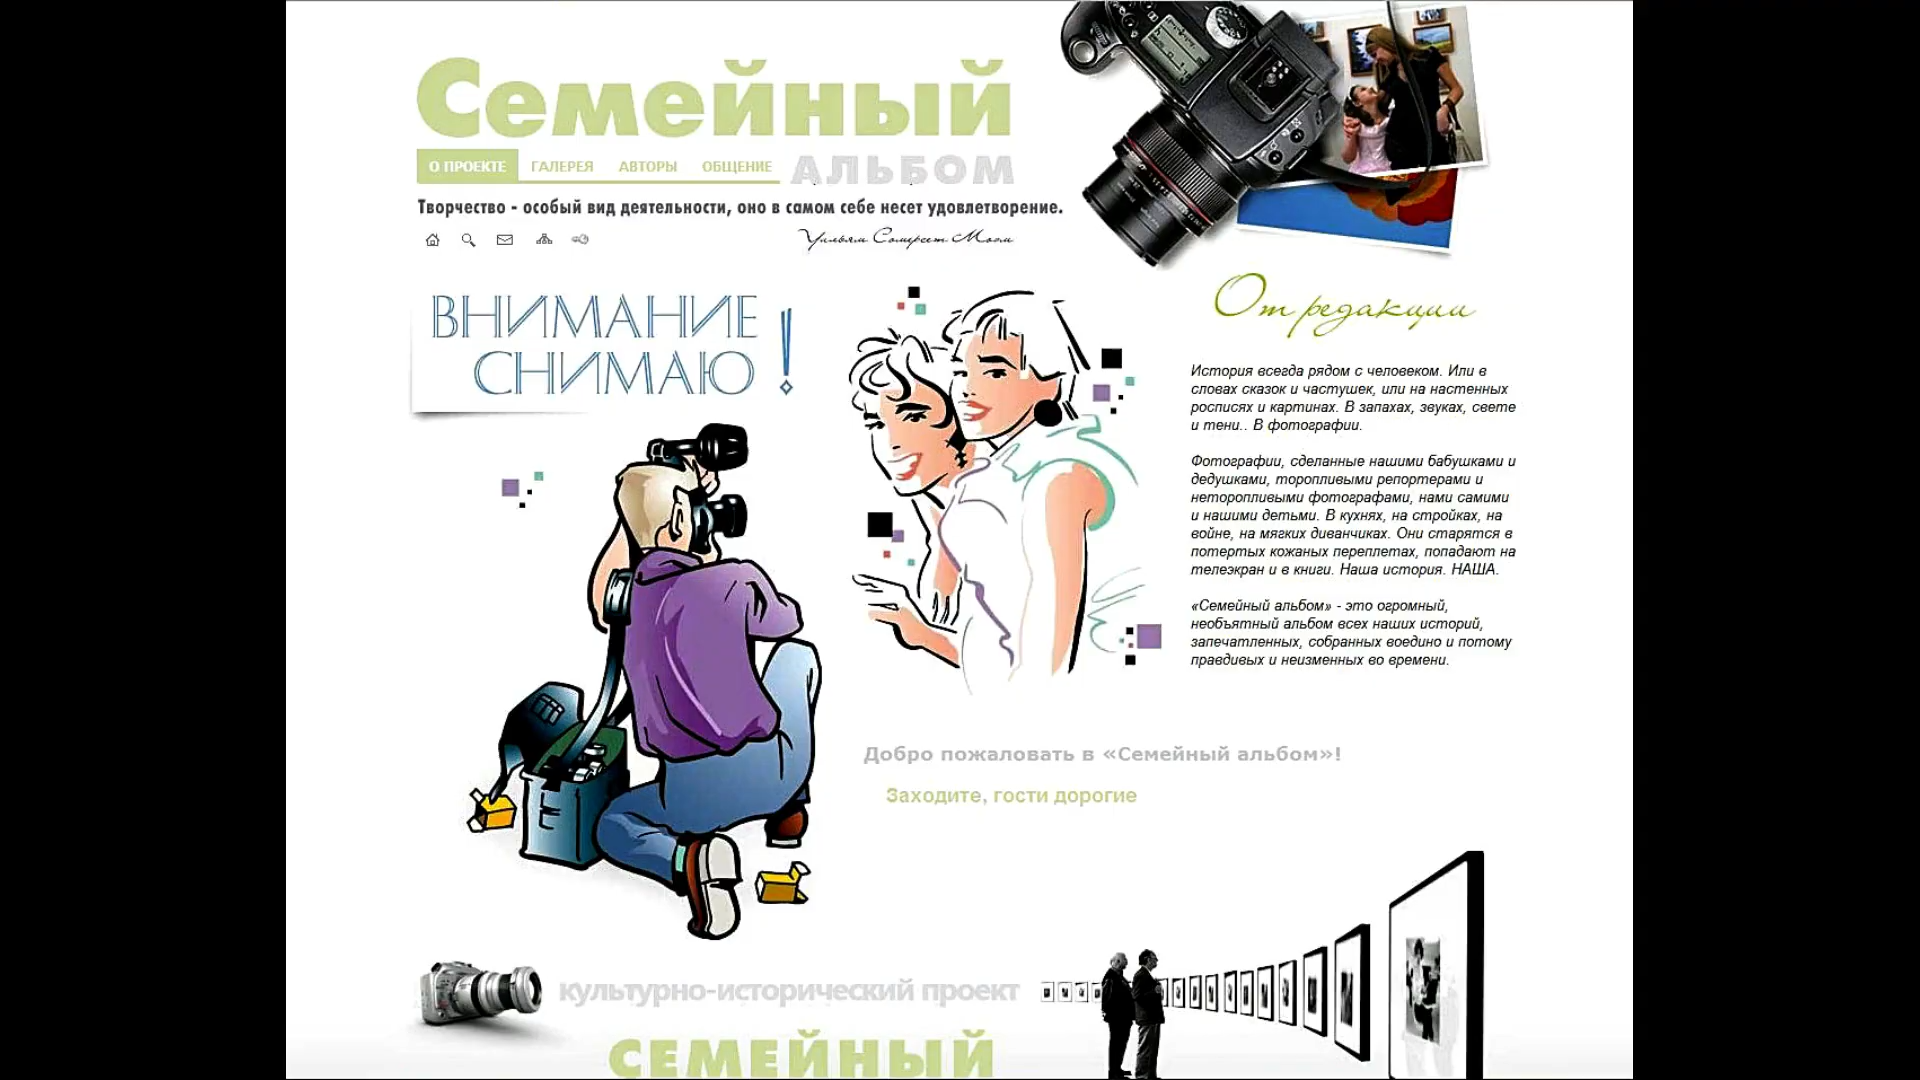 Семейный
О ПРОЕКТЕ ГАЛЕРЕЯ АВТОРЫ ОБЩЕНИЕ
АЛЬБОМ
Творчество - особый вид деятельности, оно в самом себе несет удовлетворение.
Уильям Сомерсет Моэм
ВНИМАНИЕ
СНИМАЮ!
От редакции
История всегда рядом с человеком. Или в
словах сказок и частушек, или на настенных
росписях и картинах. В запахах, звуках, свете
и тени.. В фотографии.
Фотографии, сделанные нашими бабушками и
дедушками, торопливыми репортерами и
неторопливыми фотографами, нами самими
и нашими детьми. В кухнях, на стройках, на
войне, на мягких диванчиках. Они старятся в
потертых кожаных переплетах, попадают на
телеэкран и в книги. Наша история. НАША.
«Семейный альбом» - это огромный,
необъятный альбом всех наших историй,
запечатленных, собранных воедино и потому
правдивых и неизменных во времени.
Добро пожаловать в «Семейный альбом»!
Заходите, гости дорогие
культурно-исторический проект
СЕМЕЙНЫЙ